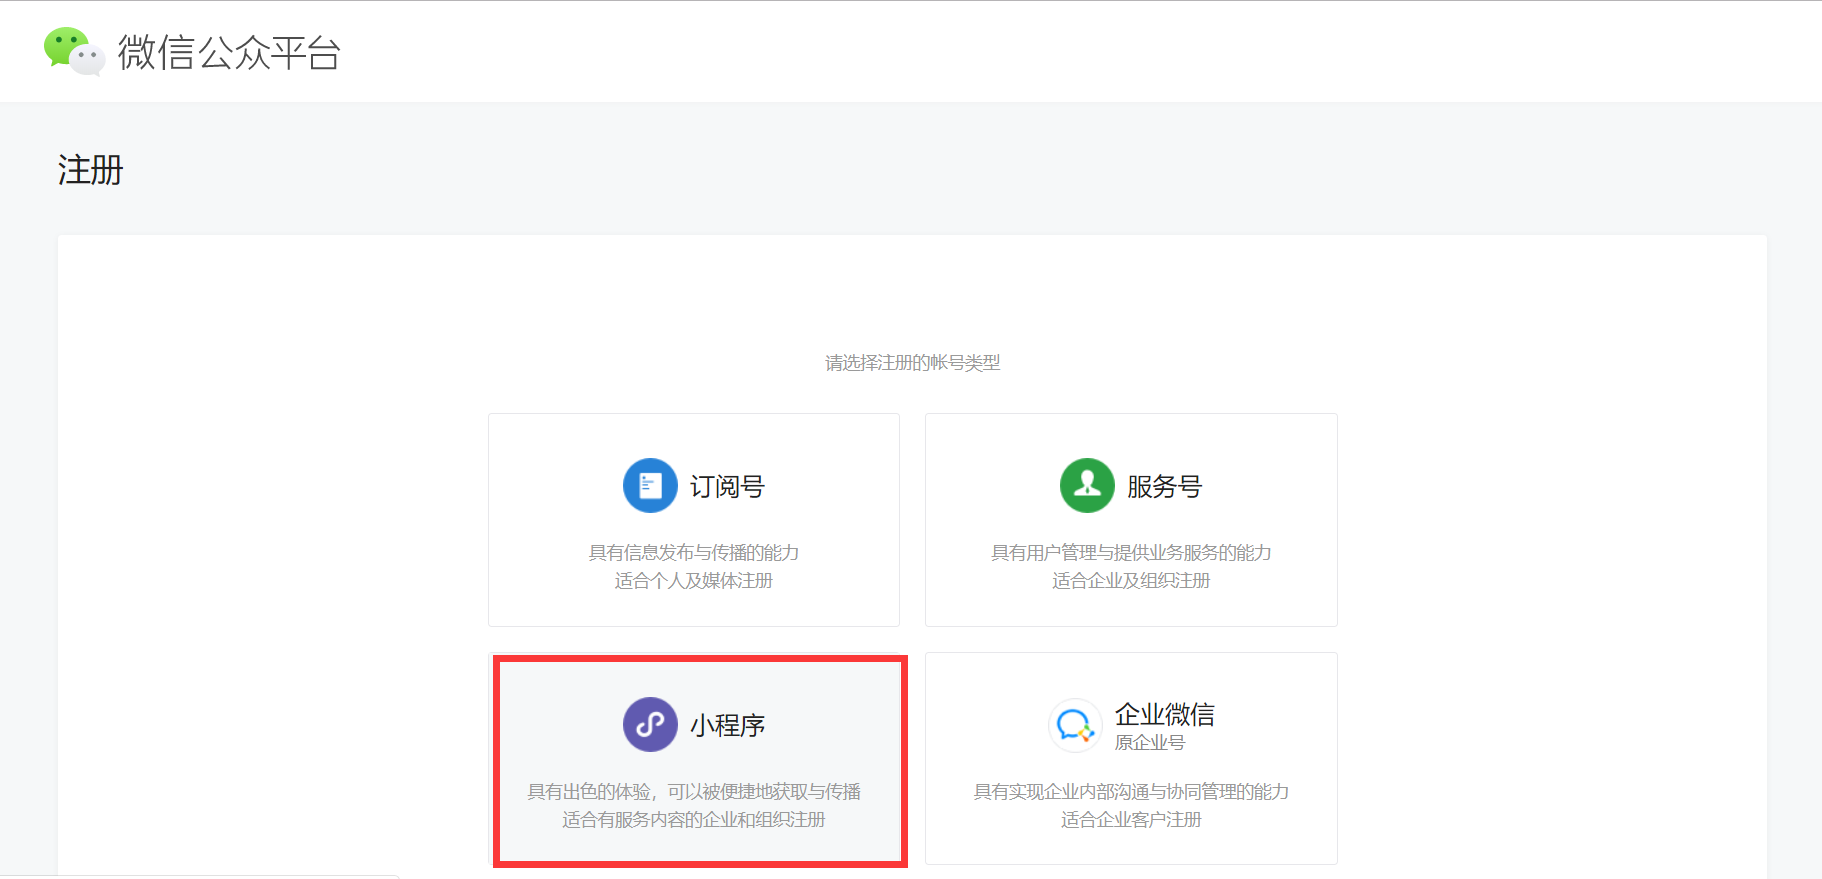 微信公众平台
注册
请选择注册的帐号类型
订阅号
具有信息发布与传播的能力
适合个人及媒体注册
服务号
具有用户管理与提供业务服务的能力
适合企业及组织注册
小程序
具有出色的体验，可以被便捷地获取与传播
适合有服务内容的企业和组织注册
企业微信
原企业号
具有实现企业内部沟通与协同管理的能力
适合企业客户注册